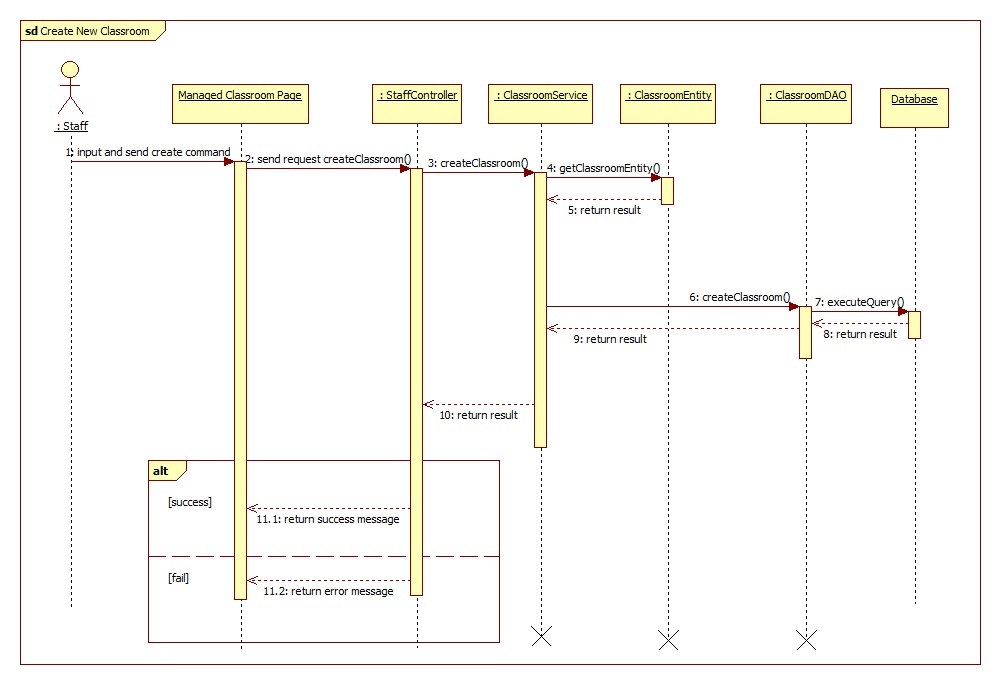 sd Create New Classroom
: Staff
Managed Classroom Page
: StaffController
: ClassroomService
: ClassroomEntity
: ClassroomDAO
Database
1: input and send create command
2: send request createClassroom()
3: createClassroom()
4: getClassroomEntity()
5: return result
6: createClassroom()
7: executeQuery()
8: return result
9: return result
10: return result
alt
[success]
11.1: return success message
[fail]
11.2: return error message